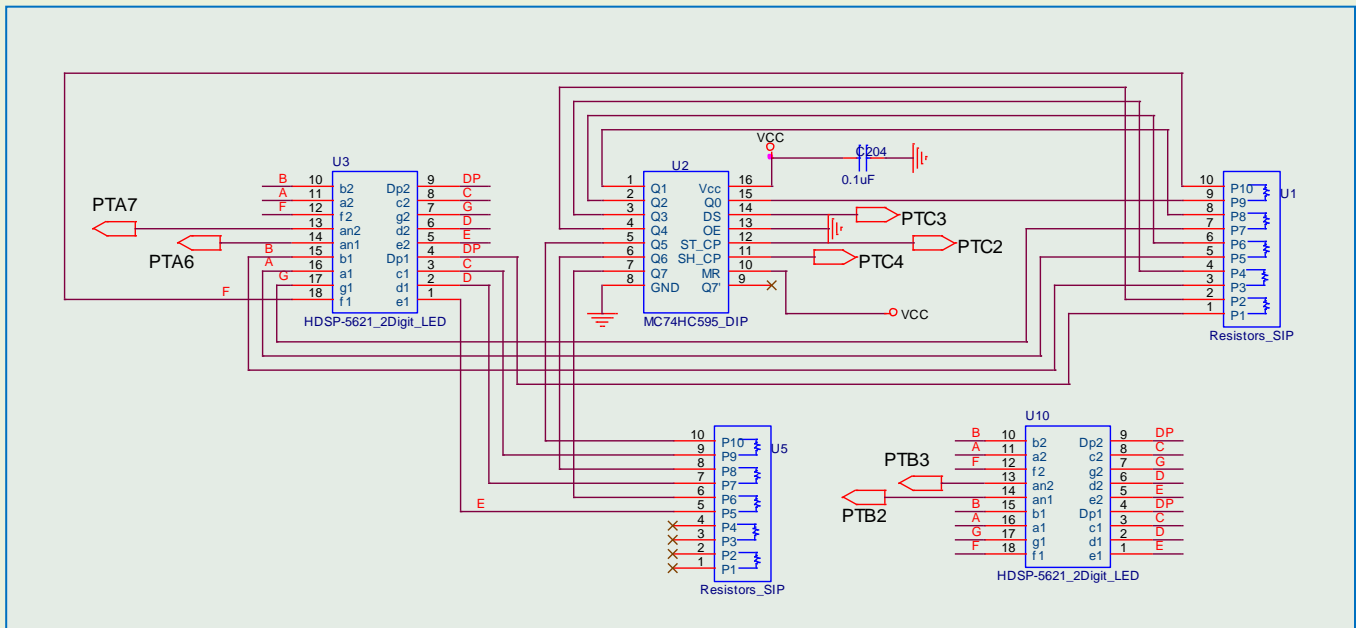 U3
B 10 b2 Dp2 9 DP
A 11 a2 c2 8 C
F 12 f2 g2 7 G
13 an2 d2 6 D
14 an1 e2 5 E
B 15 b1 Dp1 4 DP
A 16 a1 c1 3 C
G 17 g1 d1 2 D
F 18 f1 e1 1
HDSP-5621_2Digit_LED
PTA7
PTA6
U2
1 Q1 Vcc 16
2 Q2 Q0 15
3 Q3 DS 14
4 Q4 OE 13
5 Q5 ST_CP 12
6 Q6 SH_CP 11
7 Q7 MR 10
8 GND Q7' 9
MC74HC595_DIP
VCC
C204
0.1uF
PTC3
PTC2
PTC4
VCC
U1
10 P10
9 P9
8 P8
7 P7
6 P6
5 P5
4 P4
3 P3
2 P2
1 P1
Resistors_SIP
U5
10 P10
9 P9
8 P8
7 P7
6 P6
E 5 P5
4 P4
3 P3
2 P2
1 P1
Resistors_SIP
U10
B 10 b2 Dp2 9 DP
A 11 a2 c2 8 C
F 12 f2 g2 7 G
13 an2 d2 6 D
14 an1 e2 5 E
B 15 b1 Dp1 4 DP
A 16 a1 c1 3 C
G 17 g1 d1 2 D
F 18 f1 e1 1 E
HDSP-5621_2Digit_LED
PTB3
PTB2